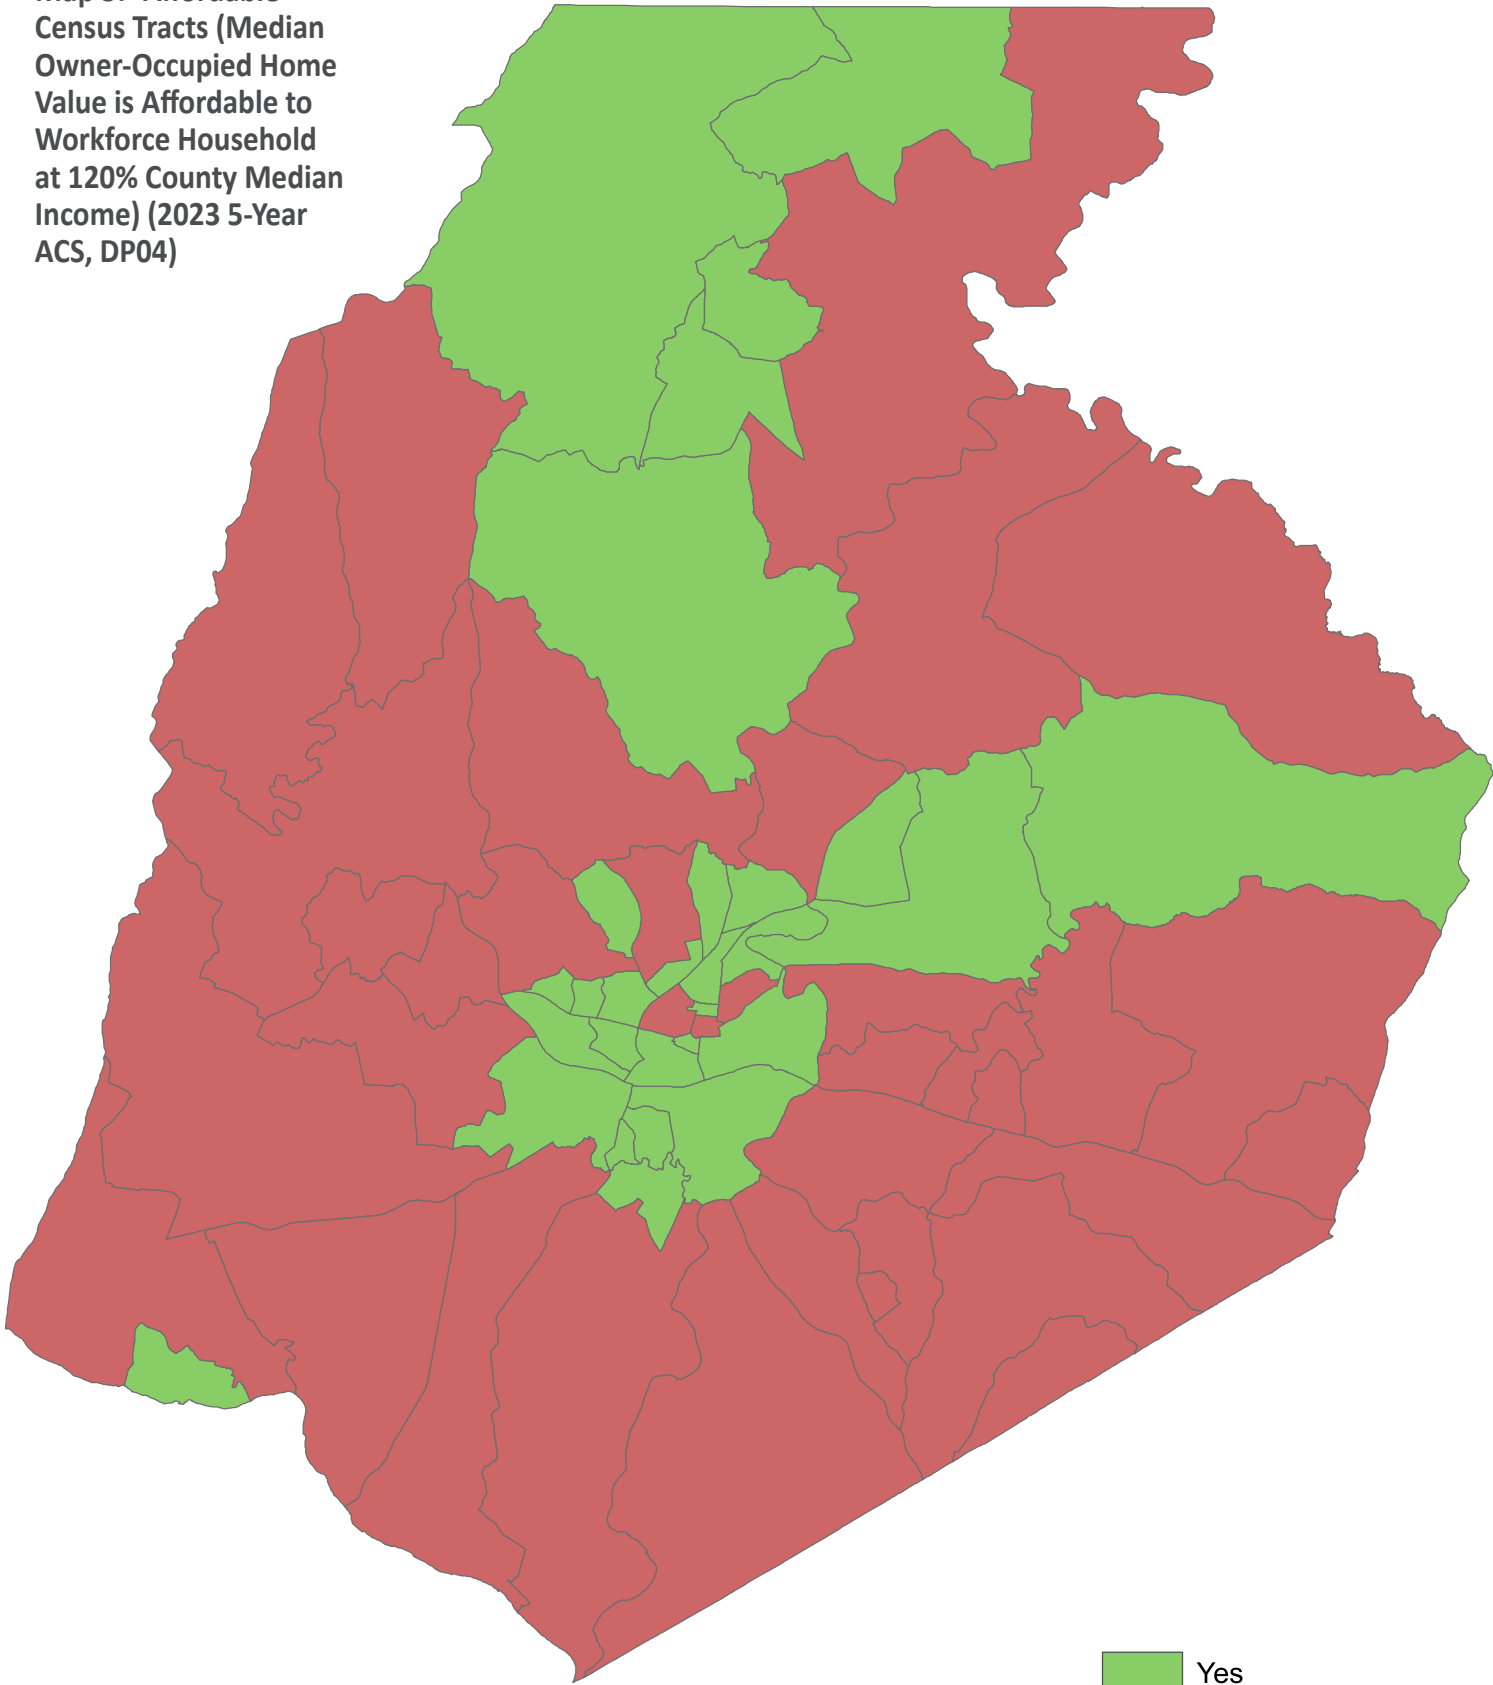 Census Tracts (Median
Owner-Occupied Home
Value is Affordable to
Workforce Household
at 120% County Median
Income) (2023 5-Year
ACS, DP04)
Yes